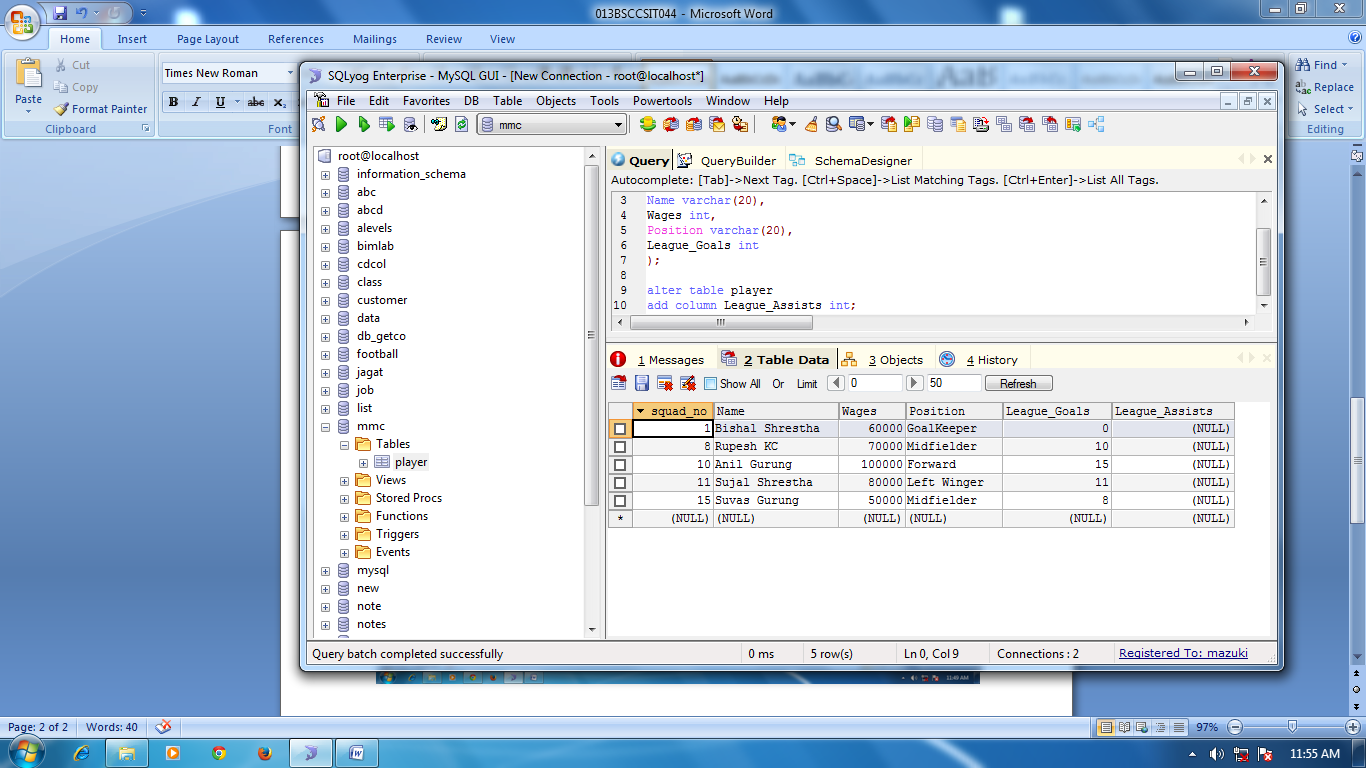 013BSCCSIT044 - Microsoft Word
Home Insert Page Layout References Mailings Review View
Paste
Cut
Copy
Format Painter
Clipboard
Times New Roman
B I U abc x₂
Font
Find
Replace
Select
Editing
SQLyog Enterprise - MySQL GUI - [New Connection - root@localhost*]
File Edit Favorites DB Table Objects Tools Powertools Window Help
mmc
root@localhost
information_schema
abc
abcd
alevels
bimlab
cdcol
class
customer
data
db_getco
football
jagat
job
list
mmc
Tables
player
Views
Stored Procs
Functions
Triggers
Events
mysql
new
note
notes
Query QueryBuilder SchemaDesigner
Autocomplete: [Tab]->Next Tag. [Ctrl+Space]->List Matching Tags. [Ctrl+Enter]->List All Tags.
3 Name varchar(20),
4 Wages int,
5 Position varchar(20),
6 League_Goals int
7 );
8
9 alter table player
10 add column League_Assists int;
1 Messages 2 Table Data 3 Objects 4 History
Show All Or Limit 0 50 Refresh
squad_no Name Wages Position League_Goals League_Assists
1 Bishal Shrestha 60000 GoalKeeper 0 (NULL)
8 Rupesh KC 70000 Midfielder 10 (NULL)
10 Anil Gurung 100000 Forward 15 (NULL)
11 Sujal Shrestha 80000 Left Winger 11 (NULL)
15 Suvas Gurung 50000 Midfielder 8 (NULL)
* (NULL) (NULL) (NULL) (NULL) (NULL) (NULL)
Query batch completed successfully 0 ms 5 row(s) Ln 0, Col 9 Connections : 2 Registered To: mazuki
11:49 AM
Page: 2 of 2 Words: 40 97%
11:55 AM